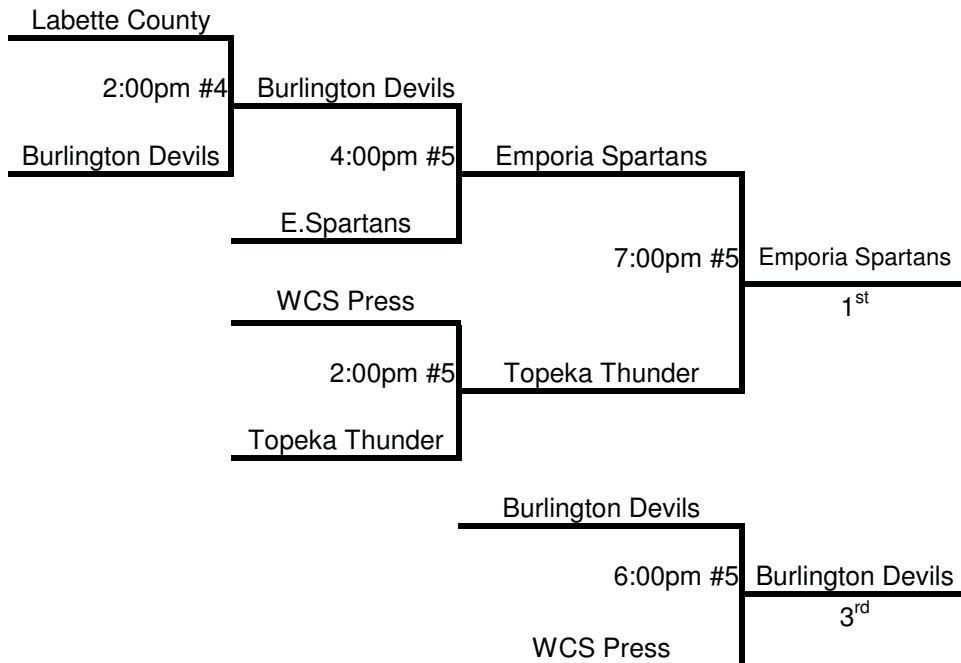 Labette County
2:00pm #4
Burlington Devils
Burlington Devils
4:00pm #5
Emporia Spartans
E.Spartans
7:00pm #5
Emporia Spartans
1st
WCS Press
2:00pm #5
Topeka Thunder
Topeka Thunder
Burlington Devils
6:00pm #5
Burlington Devils
3rd
WCS Press